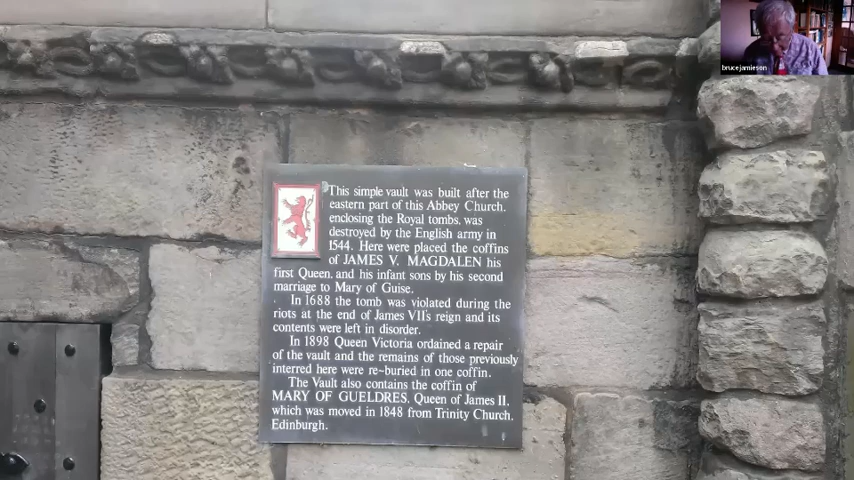 brucejamieson
This simple vault was built after the
eastern part of this Abbey Church,
enclosing the Royal tombs, was
destroyed by the English army in
1544. Here were placed the coffins
of JAMES V, MAGDALEN his
first Queen, and his infant sons by his second
marriage to Mary of Guise.
In 1688 the tomb was violated during the
riots at the end of James VII's reign and its
contents were left in disorder.
In 1898 Queen Victoria ordained a repair
of the vault and the remains of those previously
interred here were re-buried in one coffin.
The Vault also contains the coffin of
MARY OF GUELDRES, Queen of James II,
which was moved in 1848 from Trinity Church,
Edinburgh.